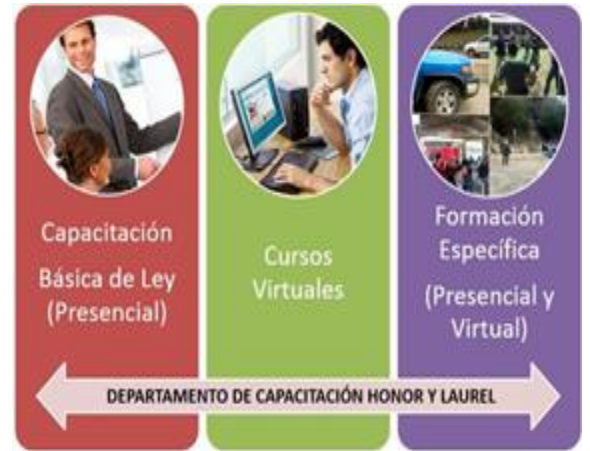 Capacitación
Básica de Ley
(Presencial)
Cursos
Virtuales
Formación
Específica
(Presencial y
Virtual)
DEPARTAMENTO DE CAPACITACIÓN HONOR Y LAUREL